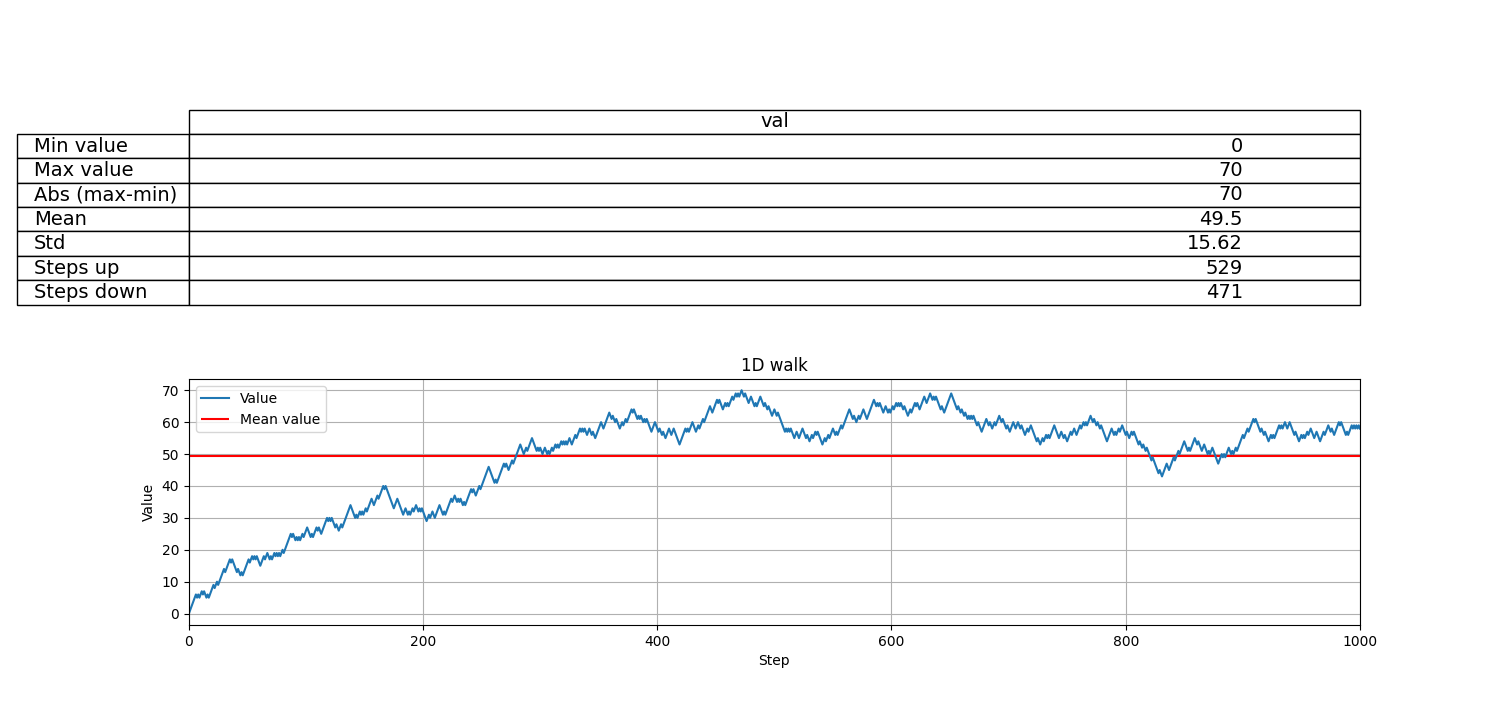 val
Min value 0
Max value 70
Abs (max-min) 70
Mean 49.5
Std 15.62
Steps up 529
Steps down 471
1D walk
Value
Mean value
70
60
50
40
30
20
10
0
Value
0 200 400 600 800 1000
Step